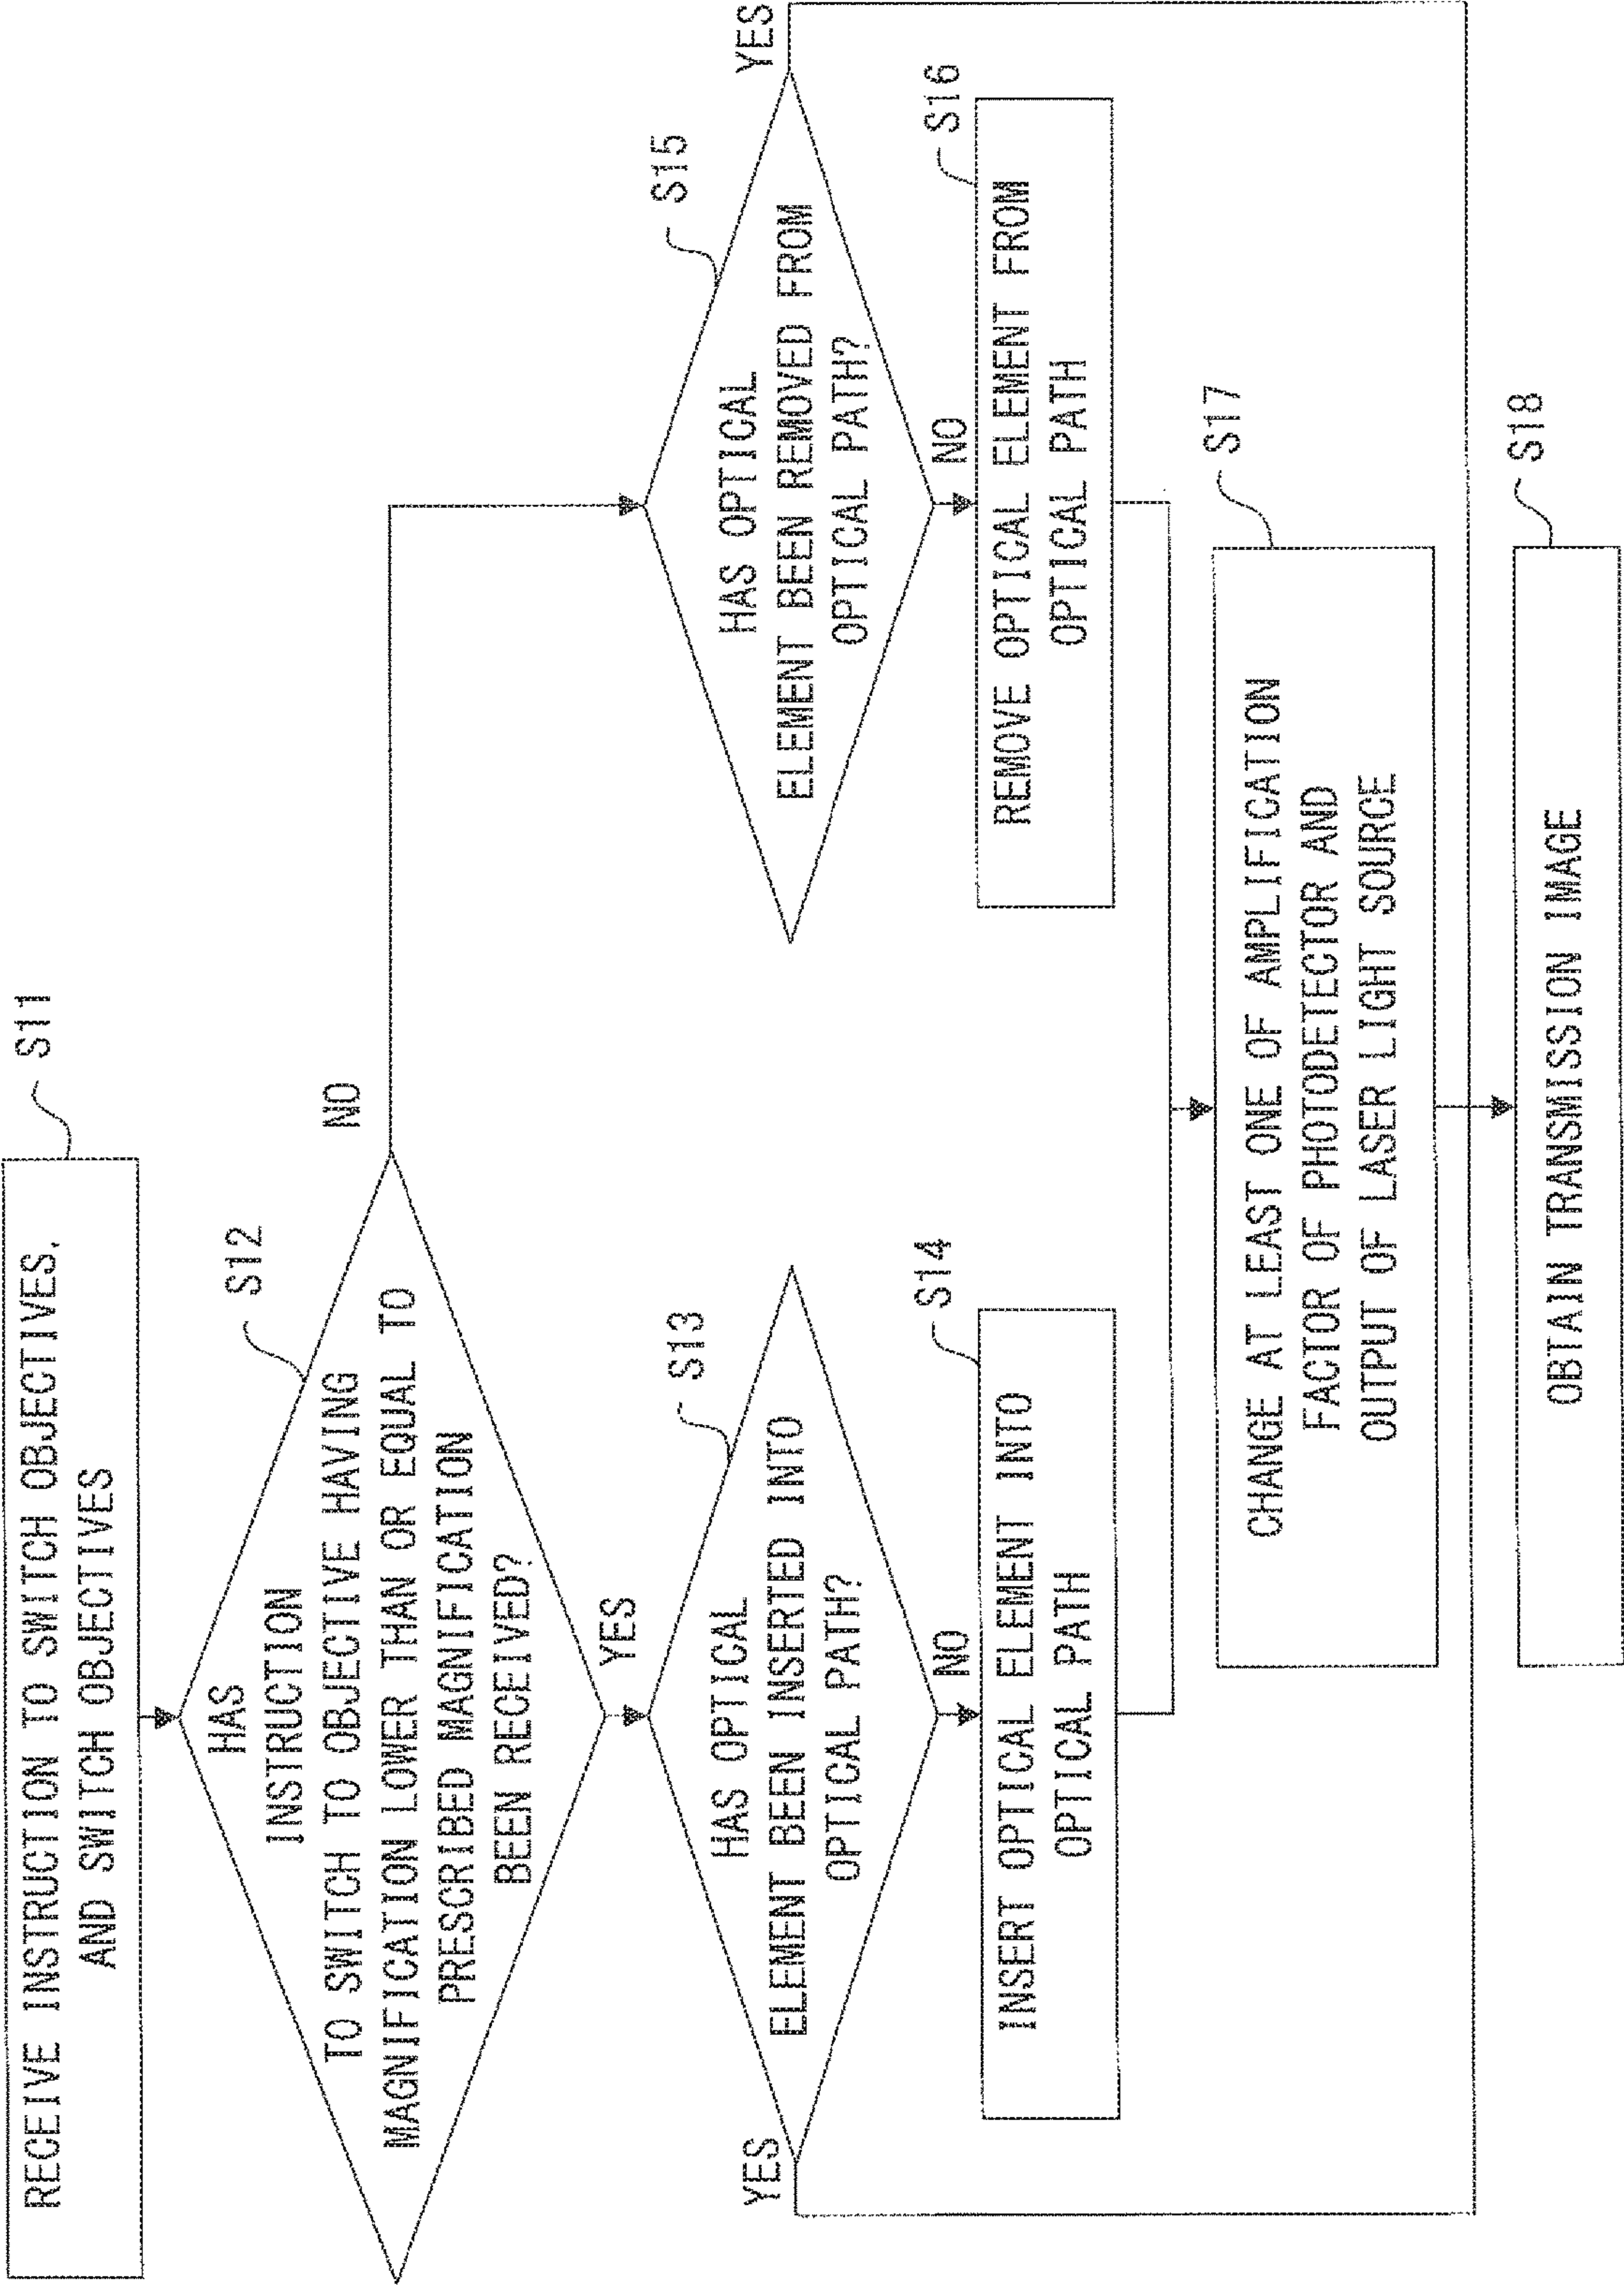 S11
RECEIVE INSTRUCTION TO SWITCH OBJECTIVES,
AND SWITCH OBJECTIVES
S12
HAS
INSTRUCTION
TO SWITCH TO OBJECTIVE HAVING
MAGNIFICATION LOWER THAN OR EQUAL TO
PRESCRIBED MAGNIFICATION
BEEN RECEIVED?
NO
YES
S13
HAS OPTICAL
ELEMENT BEEN INSERTED INTO
OPTICAL PATH?
YES
NO
S14
INSERT OPTICAL ELEMENT INTO
OPTICAL PATH
S15
HAS OPTICAL
ELEMENT BEEN REMOVED FROM
OPTICAL PATH?
YES
NO
S16
REMOVE OPTICAL ELEMENT FROM
OPTICAL PATH
S17
CHANGE AT LEAST ONE OF AMPLIFICATION
FACTOR OF PHOTODETECTOR AND
OUTPUT OF LASER LIGHT SOURCE
S18
OBTAIN TRANSMISSION IMAGE